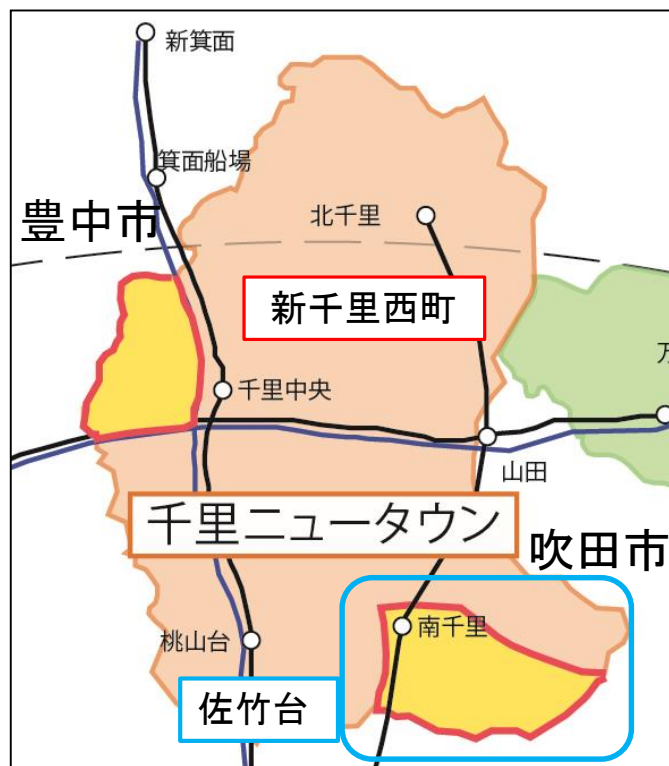 新箕面
箕面船場
豊中市
北千里
新千里西町
千里中央
万
山田
千里ニュータウン
吹田市
南千里
桃山台
佐竹台